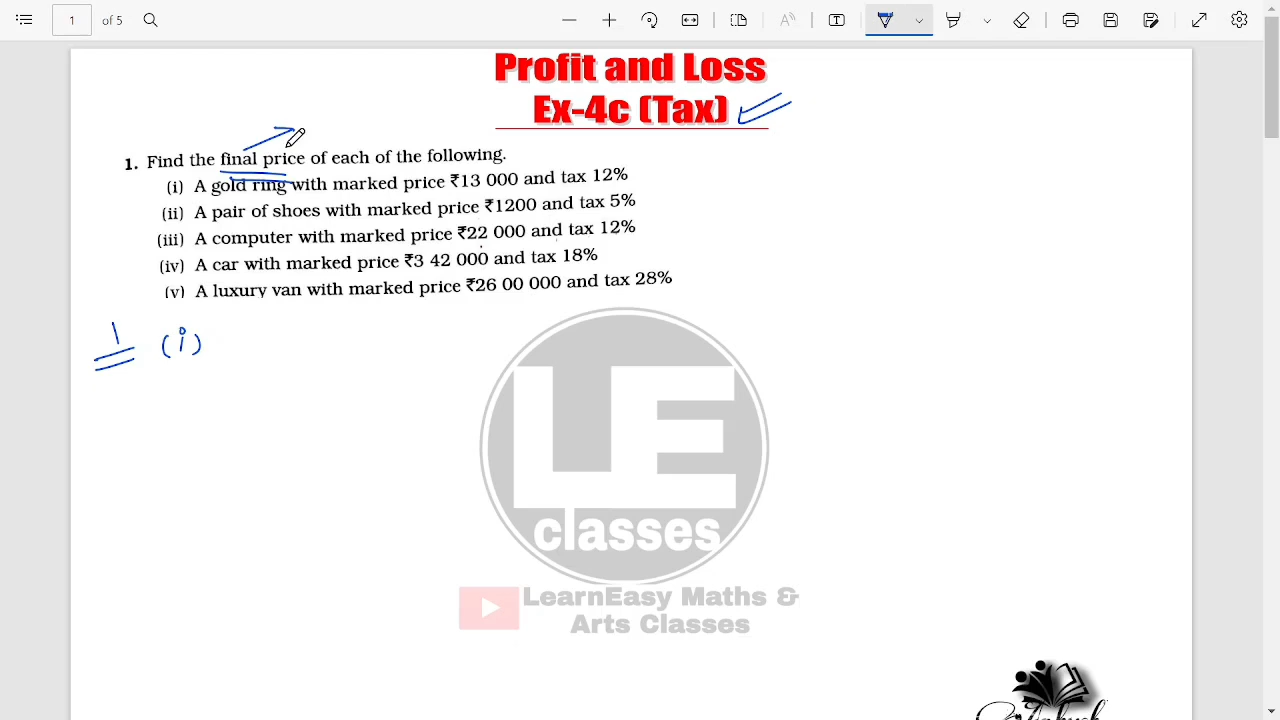 1 of 5
Profit and Loss
Ex-4c (Tax)
1. Find the final price of each of the following.
(i) A gold ring with marked price ₹13 000 and tax 12%
(ii) A pair of shoes with marked price ₹1200 and tax 5%
(iii) A computer with marked price ₹22 000 and tax 12%
(iv) A car with marked price ₹3 42 000 and tax 18%
(v) A luxury van with marked price ₹26 00 000 and tax 28%
1 (i)
LE
classes
LearnEasy Maths &
Arts Classes